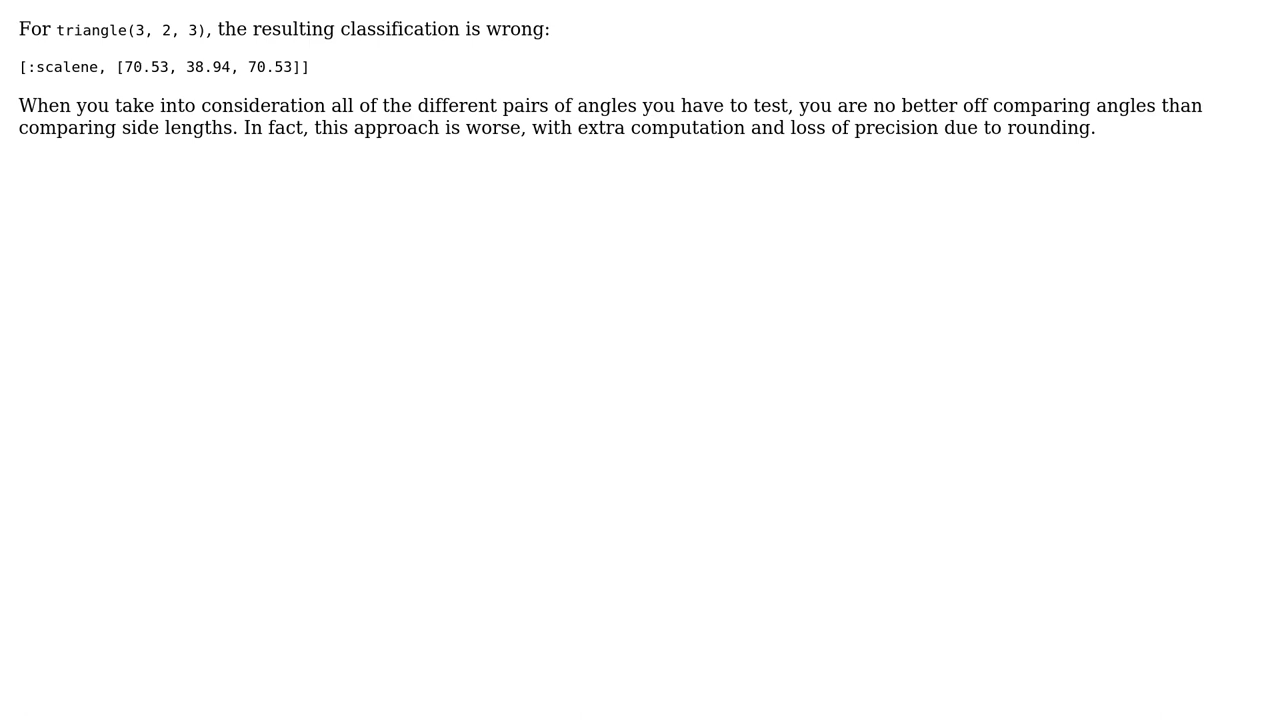 For triangle(3, 2, 3), the resulting classification is wrong:
[:scalene, [70.53, 38.94, 70.53]]
When you take into consideration all of the different pairs of angles you have to test, you are no better off comparing angles than
comparing side lengths. In fact, this approach is worse, with extra computation and loss of precision due to rounding.